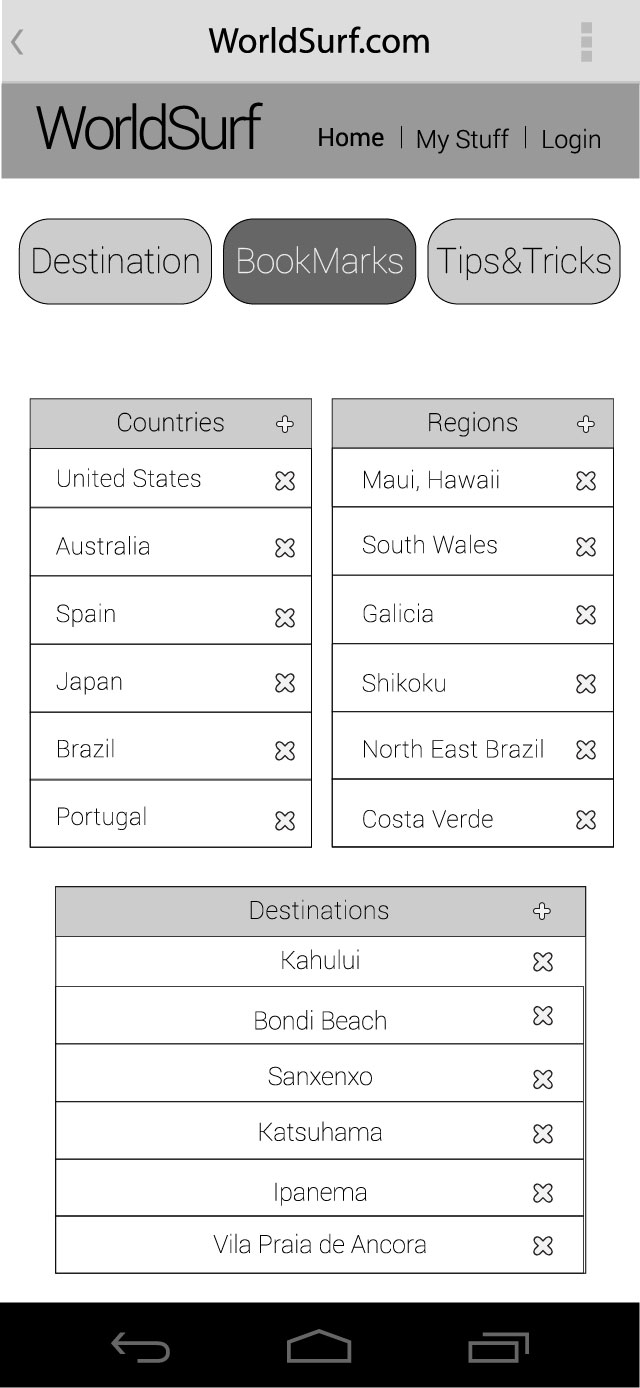 WorldSurf.com
WorldSurf Home | My Stuff | Login
Destination BookMarks Tips&Tricks
Countries
United States
Australia
Spain
Japan
Brazil
Portugal
Regions
Maui, Hawaii
South Wales
Galicia
Shikoku
North East Brazil
Costa Verde
Destinations
Kahului
Bondi Beach
Sanxenxo
Katsuhama
Ipanema
Vila Praia de Ancora